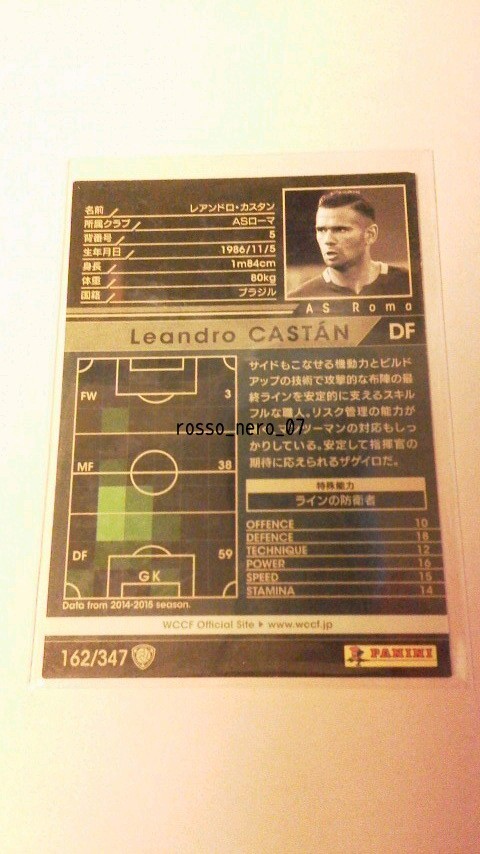 名前 レアンドロ・カスタン
所属クラブ ASローマ
背番号 5
生年月日 1986/11/5
身長 1m84cm
体重 80kg
国籍 ブラジル
AS Roma
Leandro CASTÁN DF
サイドもこなせる機動力とビルド
アップの技術で攻撃的な布陣の最
終ラインを安定的に支えるスキル
フルな職人。リスク管理の能力が
ツーマンの対応もしっ
かりしている。安定して指揮官の
期待に応えられるザゲイロだ。
rosso_nero_07
特殊能力
ラインの防衛者
FW 3
MF 38
DF 59
GK
OFFENCE 10
DEFENCE 18
TECHNIQUE 12
POWER 16
SPEED 15
STAMINA 14
Data from 2014-2015 season.
WCCF Official Site ▶ www.wccf.jp
162/347
PANINI